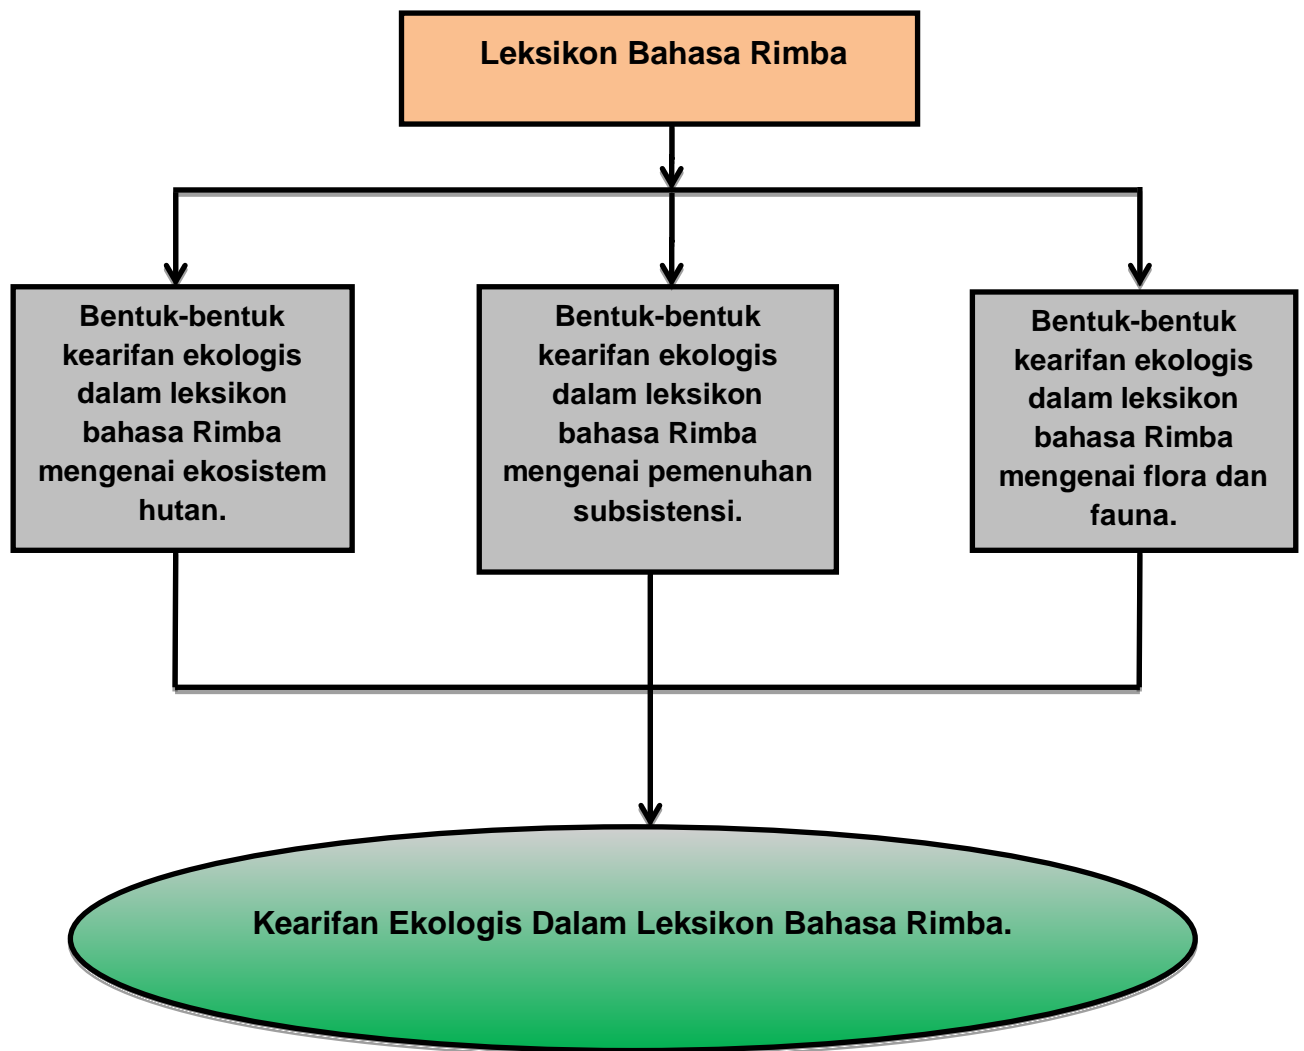 Leksikon Bahasa Rimba
Bentuk-bentuk
kearifan ekologis
dalam leksikon
bahasa Rimba
mengenai ekosistem
hutan.
Bentuk-bentuk
kearifan ekologis
dalam leksikon
bahasa Rimba
mengenai pemenuhan
subsistensi.
Bentuk-bentuk
kearifan ekologis
dalam leksikon
bahasa Rimba
mengenai flora dan
fauna.
Kearifan Ekologis Dalam Leksikon Bahasa Rimba.